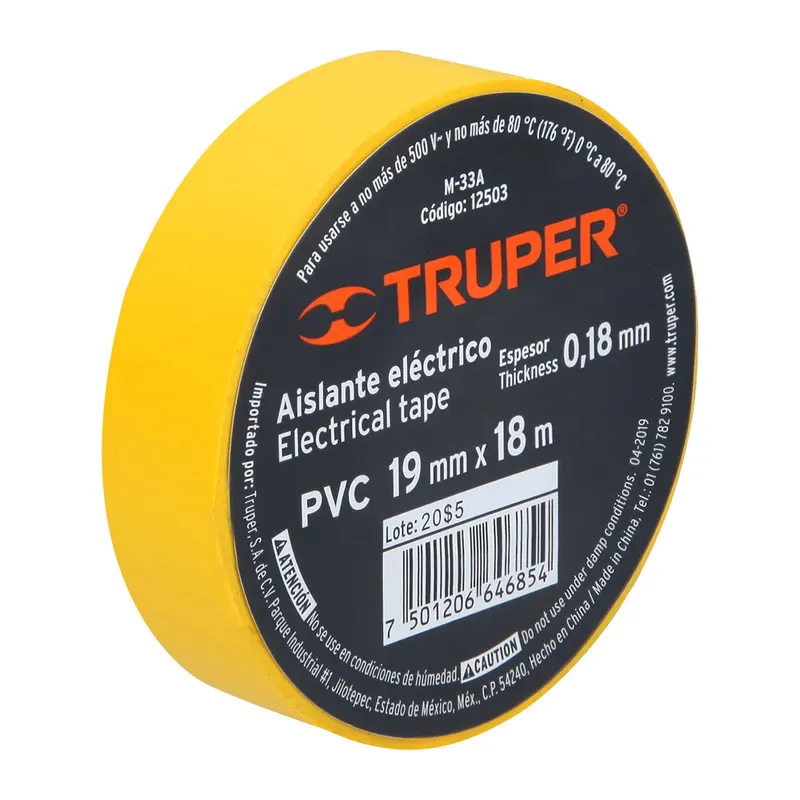 Para usarse a no más de 500 V~ y no más de 80 °C (176 °F) 0 °C a 80 °C
M-33A
Código: 12503
TRUPER®
Aislante eléctrico
Electrical tape
Espesor
Thickness
0,18 mm
PVC 19 mm x 18 m
Lote: 20$5
7 501206 646854
⚠ATENCIÓN No se use en condiciones de húmedad. ⚠CAUTION Do not use under damp conditions. 04-2019
Importado por: Truper, S.A. de C.V. Parque Industrial #1, Jilotepec, Estado de México, Méx., C.P. 54240, Hecho en China / Made in China, Tel.: 01 (761) 782 9100. www.truper.com